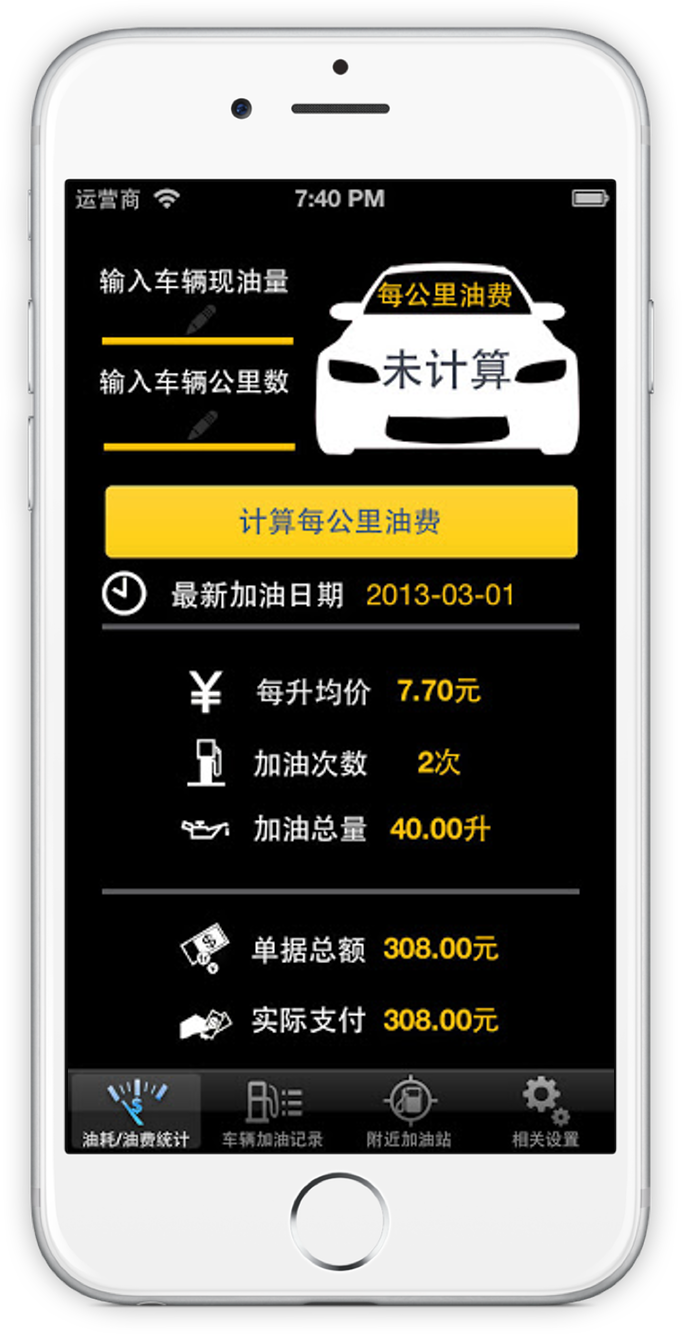 运营商 7:40 PM
输入车辆现油量
每公里油费
未计算
输入车辆公里数
计算每公里油费
最新加油日期 2013-03-01
¥ 每升均价 7.70元
加油次数 2次
加油总量 40.00升
单据总额 308.00元
实际支付 308.00元
油耗/油费统计 车辆加油记录 附近加油站 相关设置